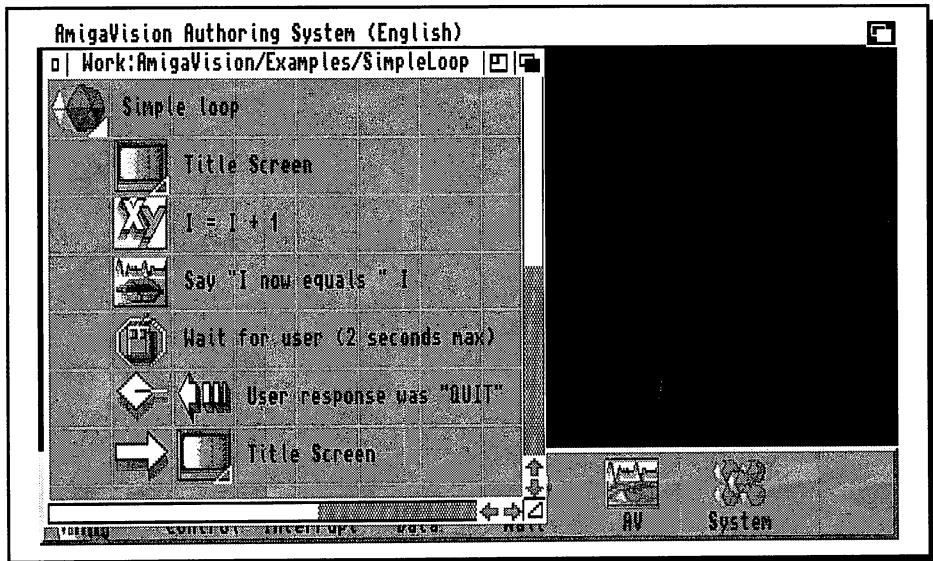 AmigaVision Authoring System (English)
Work:AmigaVision/Examples/SimpleLoop
Simple loop
Title Screen
I = I + 1
Say "I now equals " I
Wait for user (2 seconds max)
User response was "QUIT"
Title Screen
Control Interrupt Data Wait AV System